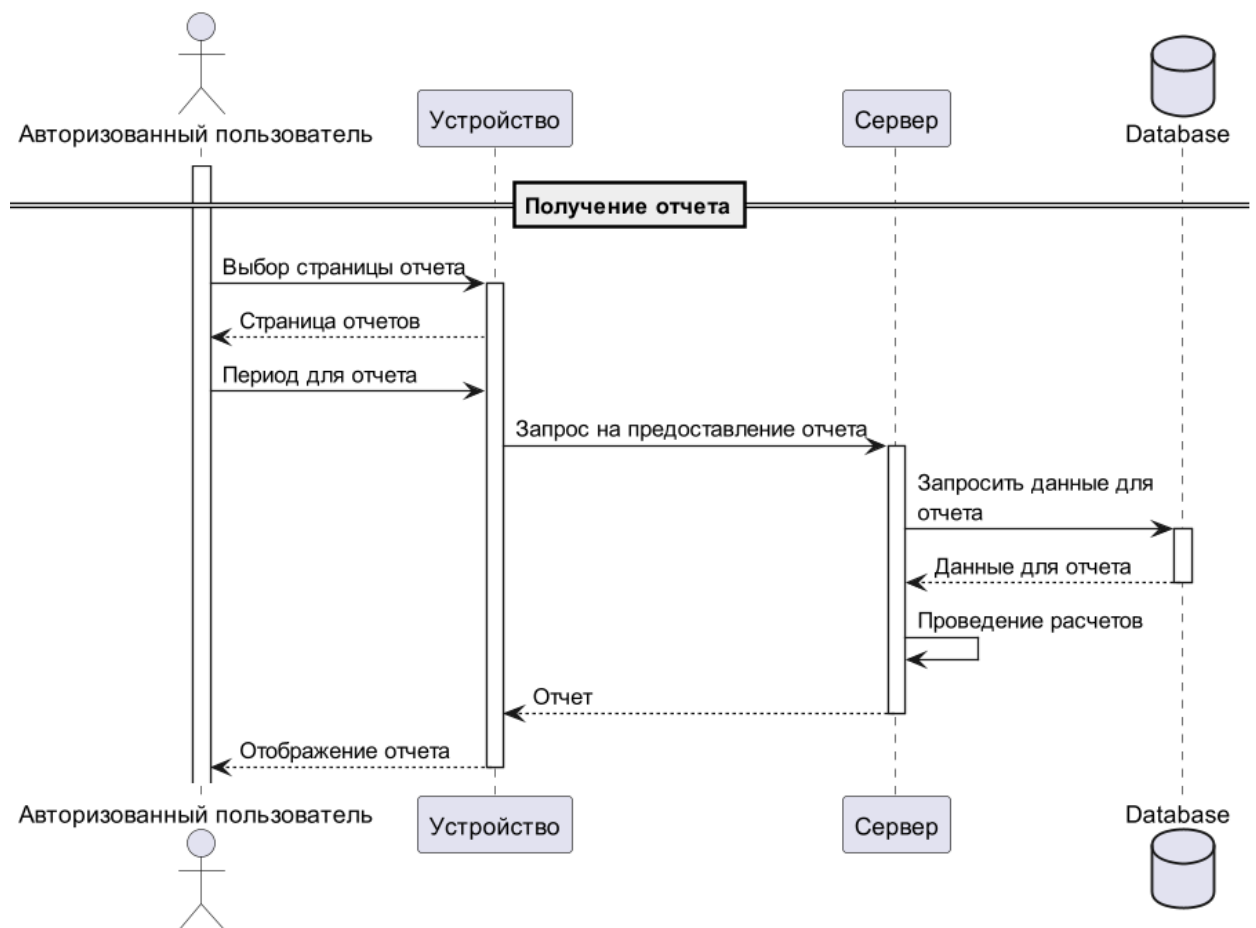 Авторизованный пользователь
Устройство
Сервер
Database
Получение отчета
Выбор страницы отчета
Страница отчетов
Период для отчета
Запрос на предоставление отчета
Запросить данные для
отчета
Данные для отчета
Проведение расчетов
Отчет
Отображение отчета
Авторизованный пользователь
Устройство
Сервер
Database